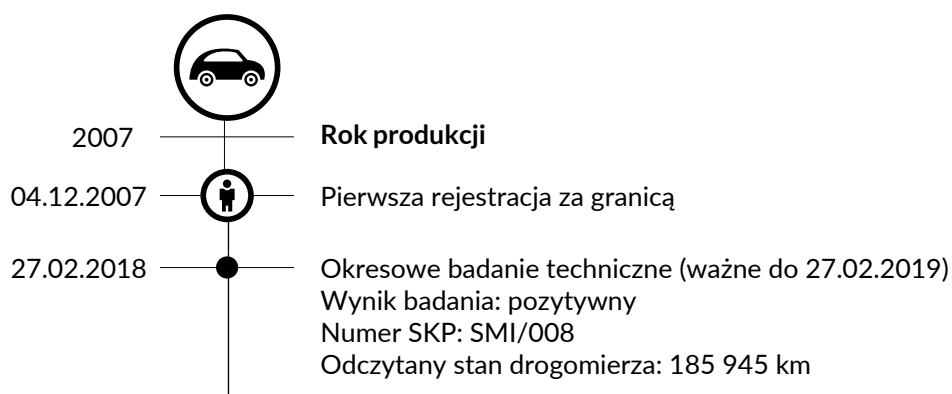 2007 Rok produkcji
04.12.2007 Pierwsza rejestracja za granicą
27.02.2018 Okresowe badanie techniczne (ważne do 27.02.2019)
Wynik badania: pozytywny
Numer SKP: SMI/008
Odczytany stan drogomierza: 185 945 km